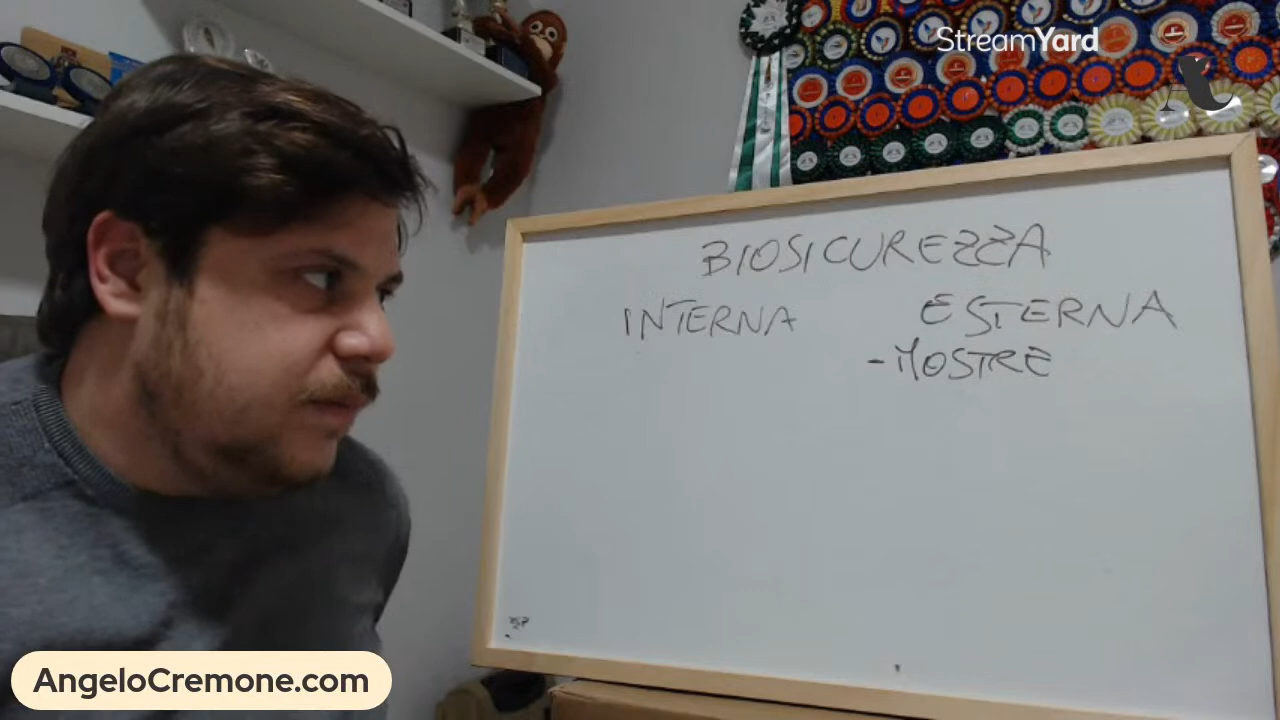 StreamYard
BIOSICUREZZA
INTERNA ESTERNA
-MOSTRE
AngeloCremone.com